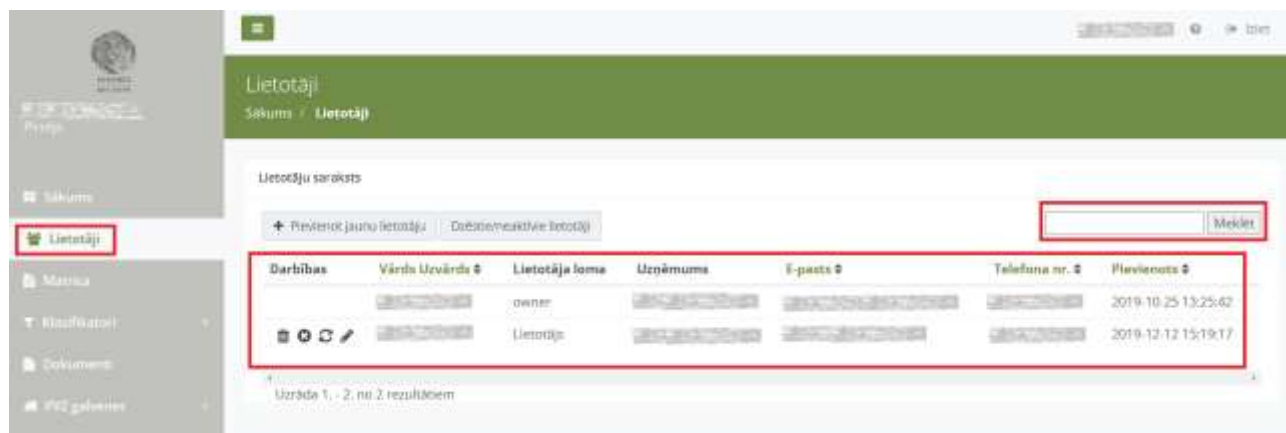 Iziet
Lietotāji
Sākums / Lietotāji
Lietotāju saraksts
Sākums
+ Pievienot jaunu lietotāju Dzēstie/neaktīvie lietotāji
Meklēt
Lietotāji
Darbības Vārds Uzvārds Lietotāja loma Uzņēmums E-pasts Telefona nr. Pievienots
Matrica
owner 2019-10-25 13:25:42
Klasifikatori
Lietotājs 2019-12-12 15:19:17
Dokumenti
Uzrāda 1. - 2. no 2 rezultātiem
galvenes